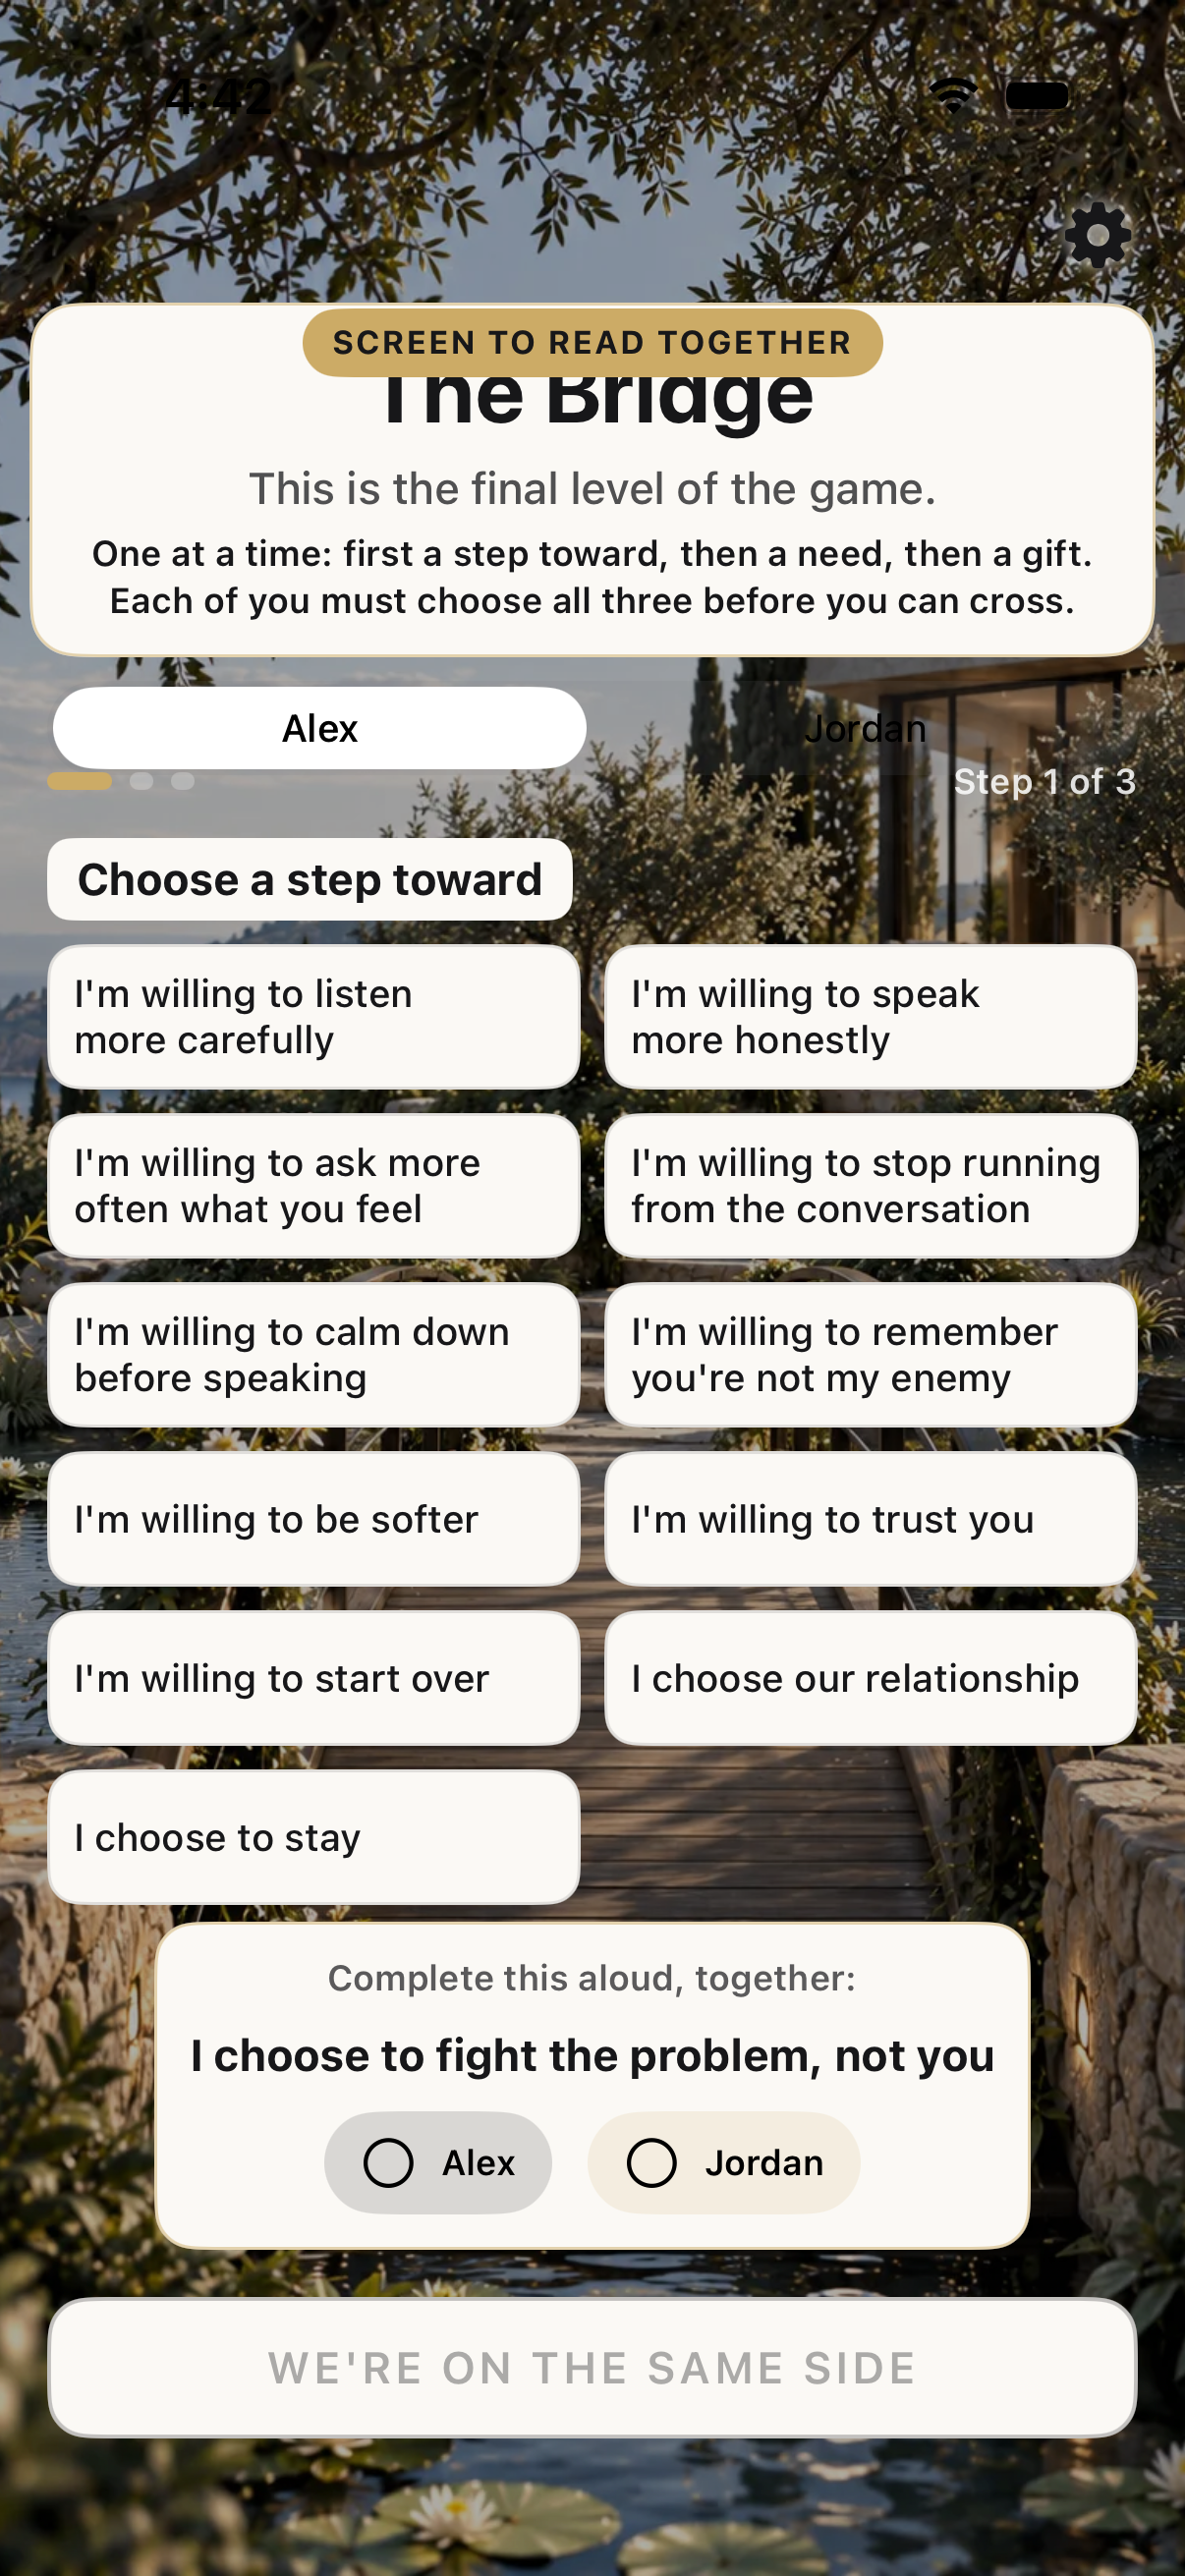 4:42
SCREEN TO READ TOGETHER
The Bridge
This is the final level of the game.
One at a time: first a step toward, then a need, then a gift.
Each of you must choose all three before you can cross.
Alex
Jordan
Step 1 of 3
Choose a step toward
I'm willing to listen
more carefully
I'm willing to speak
more honestly
I'm willing to ask more
often what you feel
I'm willing to stop running
from the conversation
I'm willing to calm down
before speaking
I'm willing to remember
you're not my enemy
I'm willing to be softer
I'm willing to trust you
I'm willing to start over
I choose our relationship
I choose to stay
Complete this aloud, together:
I choose to fight the problem, not you
Alex
Jordan
WE'RE ON THE SAME SIDE